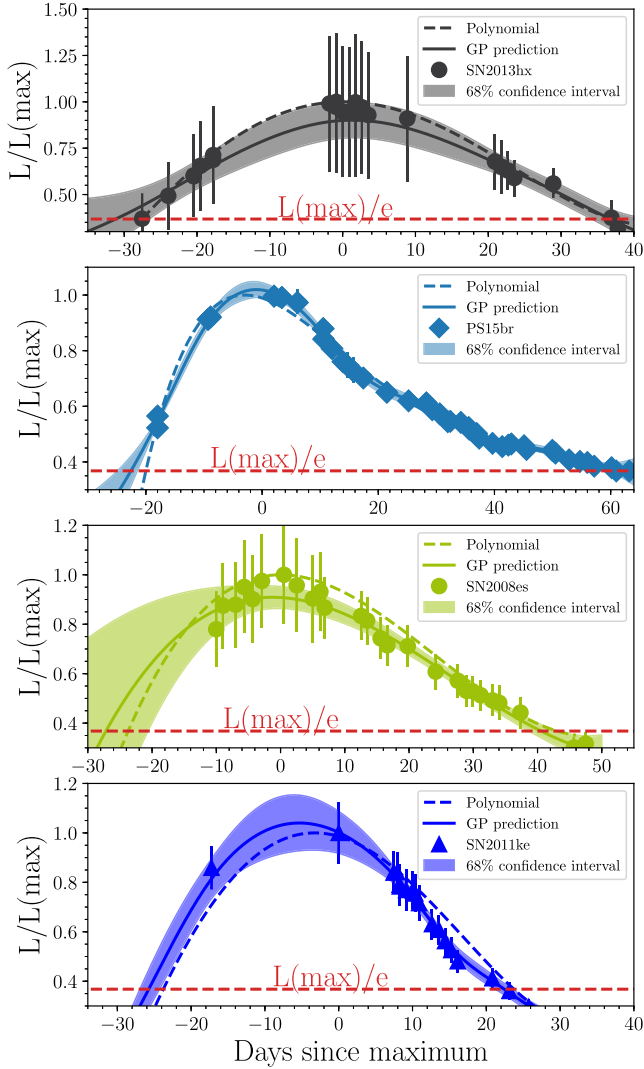 1.50
1.25
1.00
0.75
0.50
L/L(max)
Polynomial
GP prediction
SN2013hx
68% confidence interval
L(max)/e
−30 −20 −10 0 10 20 30 40
1.0
0.8
0.6
0.4
L/L(max)
Polynomial
GP prediction
PS15br
68% confidence interval
L(max)/e
−20 0 20 40 60
1.2
1.0
0.8
0.6
0.4
L/L(max)
Polynomial
GP prediction
SN2008es
68% confidence interval
L(max)/e
−30 −20 −10 0 10 20 30 40 50
1.2
1.0
0.8
0.6
0.4
L/L(max)
Polynomial
GP prediction
SN2011ke
68% confidence interval
L(max)/e
−30 −20 −10 0 10 20 30 40
Days since maximum